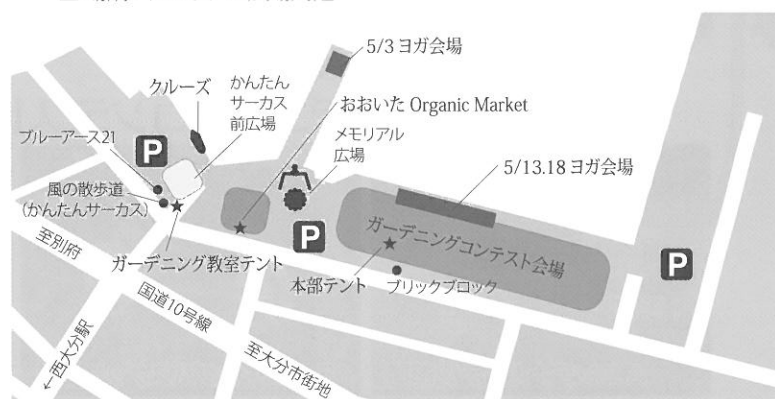 5/3 ヨガ会場
クルーズ
かんたん
サーカス
前広場
おおいた Organic Market
ブルーアース21
P
メモリアル
広場
5/13.18 ヨガ会場
風の散歩道
(かんたんサーカス)
P
ガーデニングコンテスト会場
P
至別府
ガーデニング教室テント
本部テント
ブリックブロック
国道10号線
←西大分駅
至大分市街地